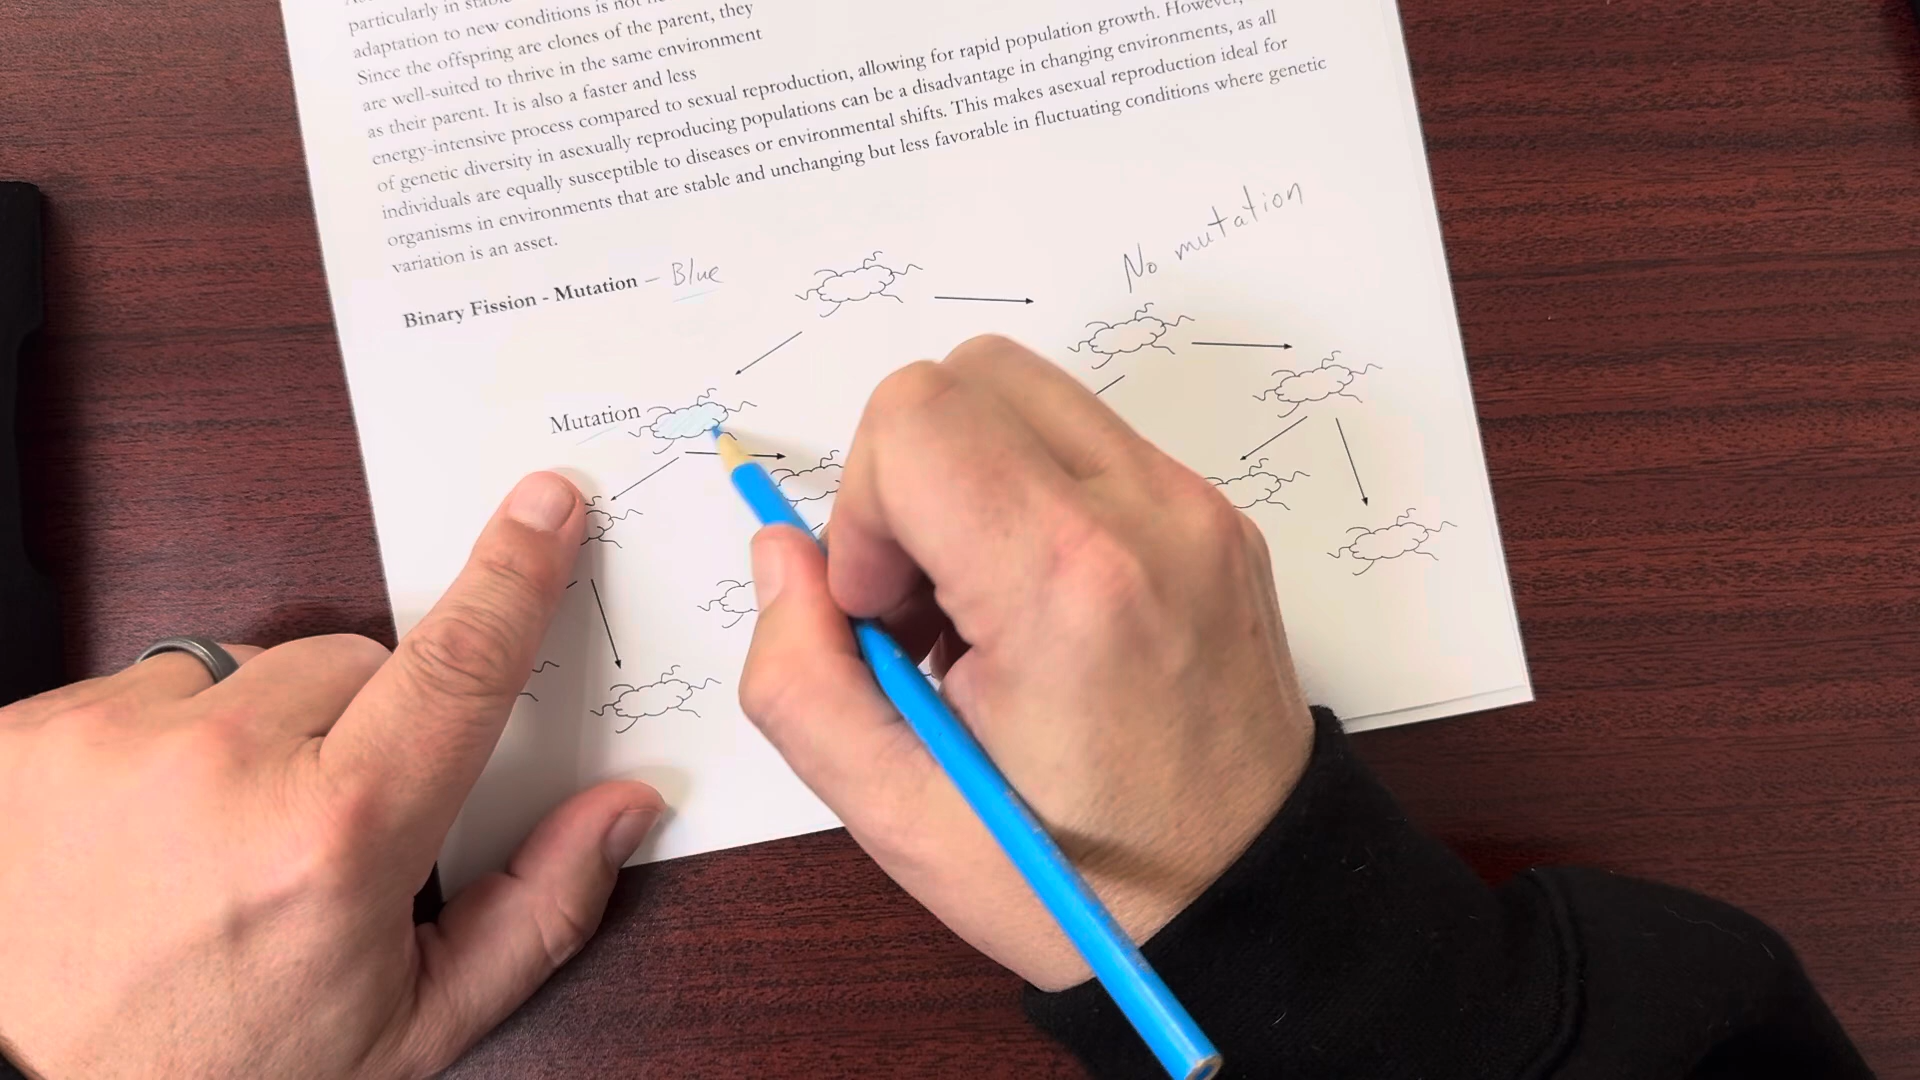 particularly in
adaptation to new conditions is not
Since the offspring are clones of the parent, they
are well-suited to thrive in the same environment
as their parent. It is also a faster and less
energy-intensive process compared to sexual reproduction, allowing for rapid population growth. However,
of genetic diversity in asexually reproducing populations can be a disadvantage in changing environments, as all
individuals are equally susceptible to diseases or environmental shifts. This makes asexual reproduction ideal for
organisms in environments that are stable and unchanging but less favorable in fluctuating conditions where genetic
variation is an asset.
Binary Fission - Mutation – Blue
No mutation
Mutation